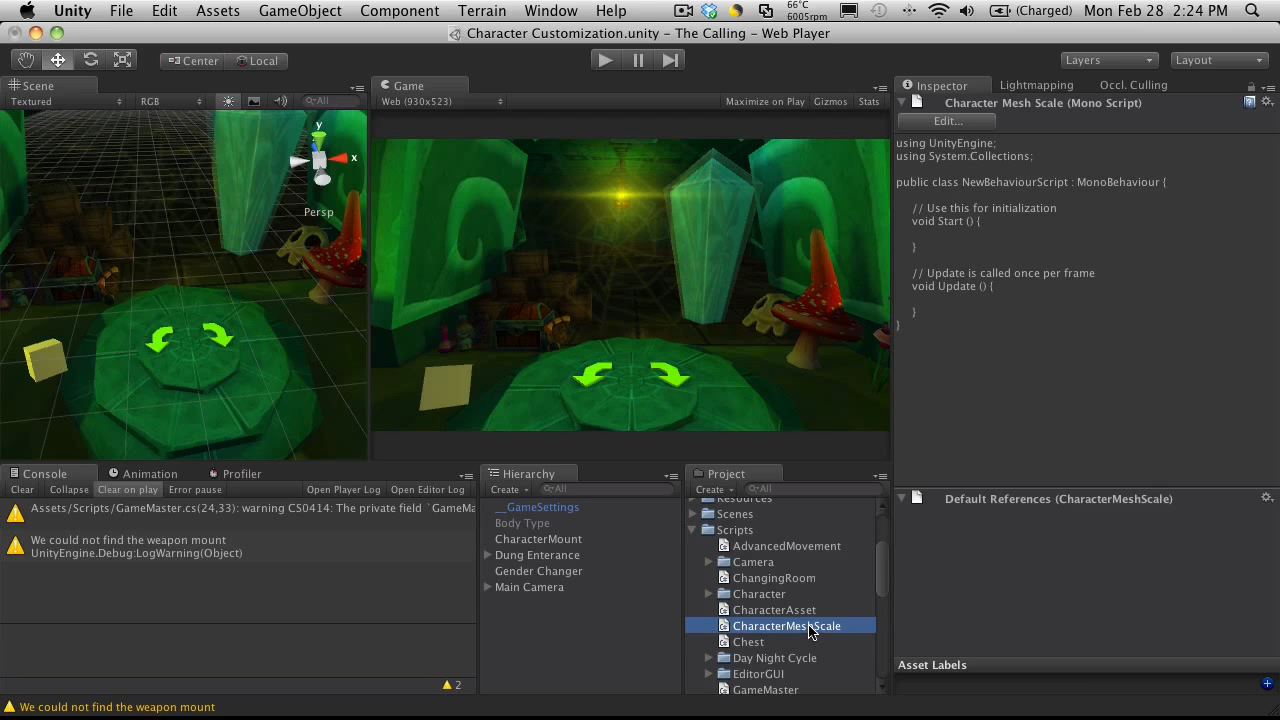 Unity File Edit Assets GameObject Component Terrain Window Help 66°C 6005rpm (Charged) Mon Feb 28 2:24 PM
Character Customization.unity – The Calling – Web Player
Center Local Layers Layout
Scene
Textured RGB All
y
x
Persp
Game
Web (930x523) Maximize on Play Gizmos Stats
Inspector Lightmapping Occl. Culling
Character Mesh Scale (Mono Script)
Edit...
using UnityEngine;
using System.Collections;
public class NewBehaviourScript : MonoBehaviour {
// Use this for initialization
void Start () {
}
// Update is called once per frame
void Update () {
}
}
Default References (CharacterMeshScale)
Asset Labels
Console Animation Profiler
Clear Collapse Clear on play Error pause Open Player Log Open Editor Log
Assets/Scripts/GameMaster.cs(24,33): warning CS0414: The private field `GameMa
We could not find the weapon mount
UnityEngine.Debug:LogWarning(Object)
2
Hierarchy
Create All
__GameSettings
Body Type
CharacterMount
Dung Enterance
Gender Changer
Main Camera
Project
Create All
Resources
Scenes
Scripts
AdvancedMovement
Camera
ChangingRoom
Character
CharacterAsset
CharacterMeshScale
Chest
Day Night Cycle
EditorGUI
GameMaster
We could not find the weapon mount